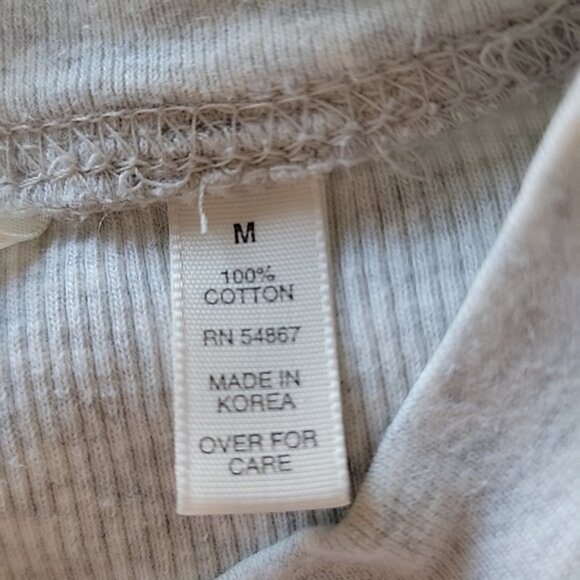 M
100%
COTTON
RN 54867
MADE IN
KOREA
OVER FOR
CARE